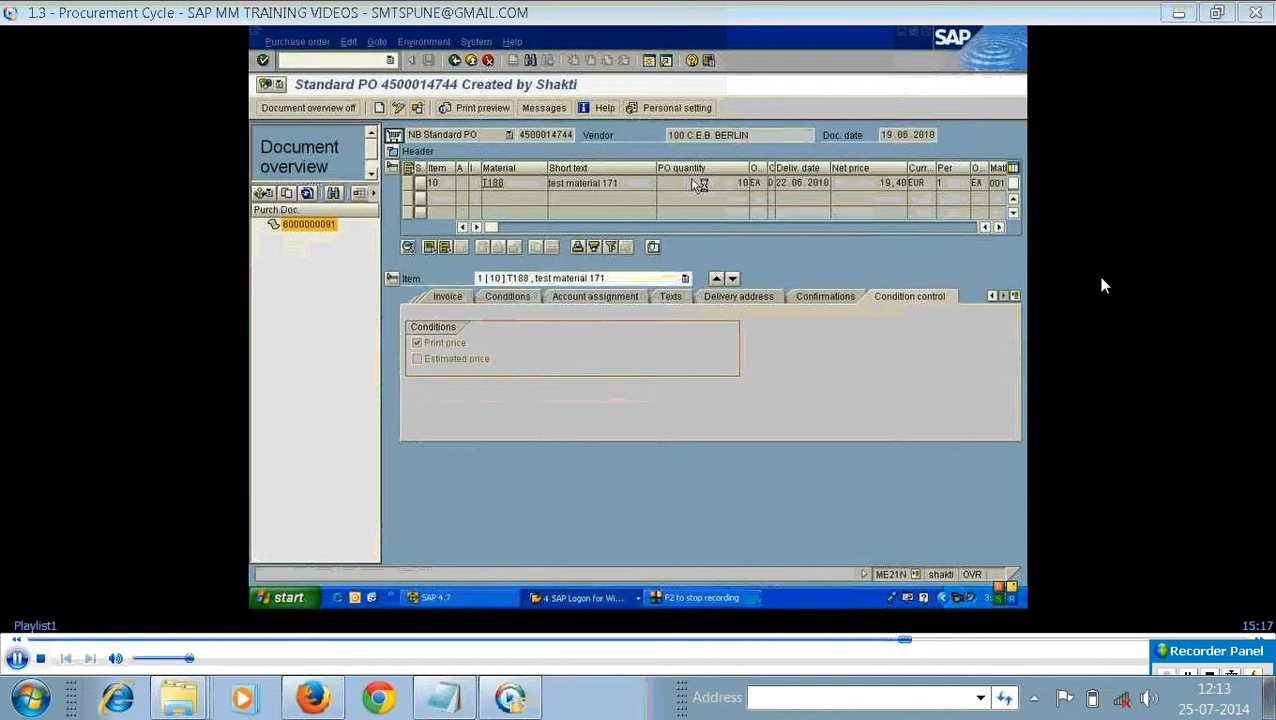 1.3 - Procurement Cycle - SAP MM TRAINING VIDEOS - SMTSPUNE@GMAIL.COM
Purchase order Edit Goto Environment System Help
SAP
Standard PO 4500014744 Created by Shakti
Document overview off Print preview Messages Help Personal setting
Document overview
NB Standard PO 4500014744 Vendor 100 C.E.B. BERLIN Doc. date 19.06.2010
Header
S. Item A I Material Short text PO quantity O... C Deliv. date Net price Curr... Per O... Matl
10 T188 test material 171 10 EA D 22.06.2010 19,40 EUR 1 EA 001
Purch Doc.
6000000091
Item 1 [ 10 ] T188 , test material 171
Invoice Conditions Account assignment Texts Delivery address Confirmations Condition control
Conditions
Print price
Estimated price
ME21N shakti OVR
start SAP 4.7 4 SAP Logon for Wi... P2 to stop recording
Playlist1 15:17
Recorder Panel
Address
12:13
25-07-2014